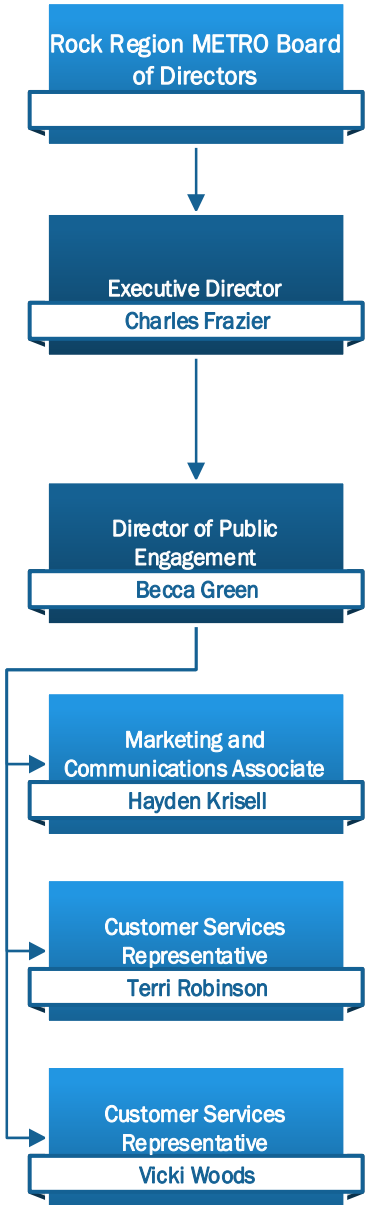 Rock Region METRO Board
of Directors
Executive Director
Charles Frazier
Director of Public
Engagement
Becca Green
Marketing and
Communications Associate
Hayden Krisell
Customer Services
Representative
Terri Robinson
Customer Services
Representative
Vicki Woods